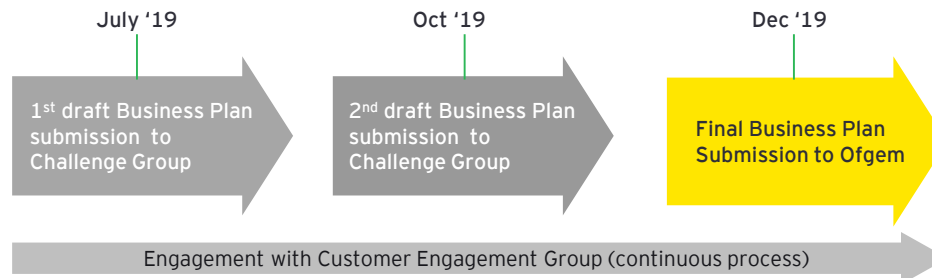 July ‘19
Oct ‘19
Dec ‘19
1st draft Business Plan
submission to
Challenge Group
2nd draft Business Plan
submission to
Challenge Group
Final Business Plan
Submission to Ofgem
Engagement with Customer Engagement Group (continuous process)